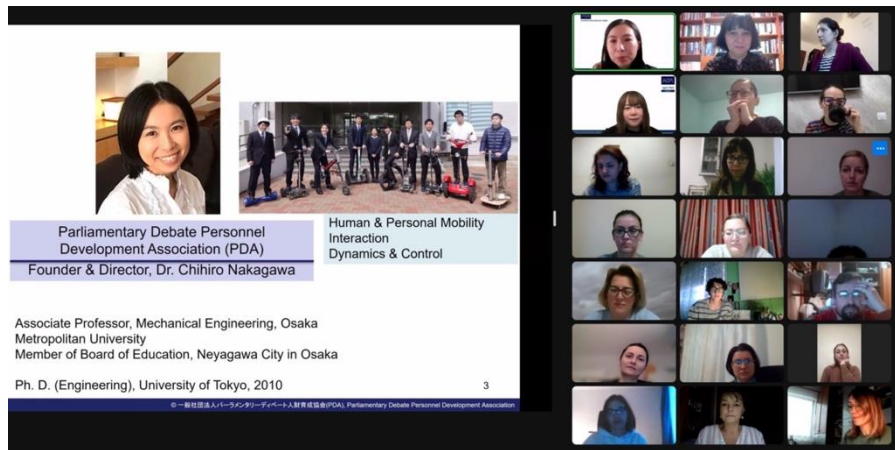 Parliamentary Debate Personnel
Development Association (PDA)
Founder & Director, Dr. Chihiro Nakagawa
Human & Personal Mobility
Interaction
Dynamics & Control
Associate Professor, Mechanical Engineering, Osaka
Metropolitan University
Member of Board of Education, Neyagawa City in Osaka
Ph. D. (Engineering), University of Tokyo, 2010
3
© 一般社団法人パーラメンタリーディベート人財育成協会(PDA), Parliamentary Debate Personnel Development Association